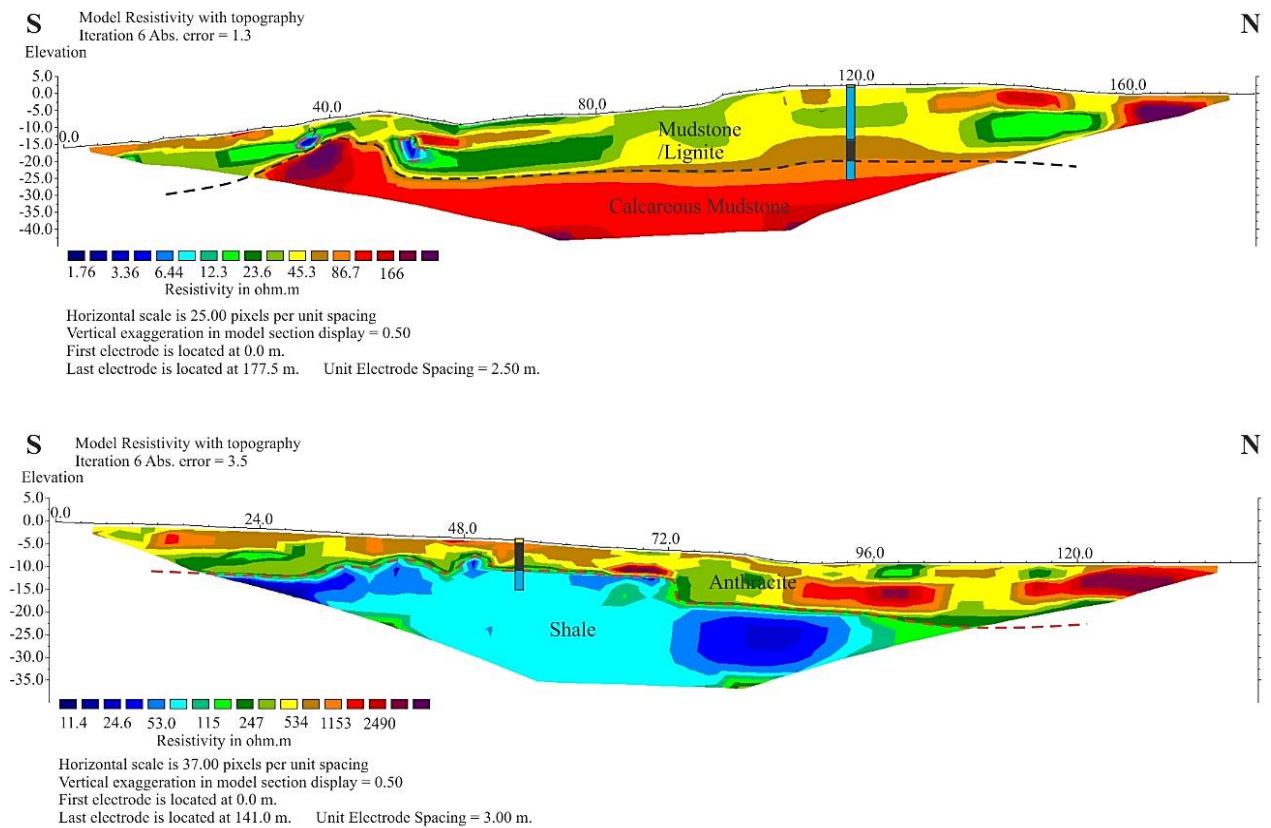 S
Model Resistivity with topography
N
Iteration 6 Abs. error = 1.3
Elevation
5.0
0.0
-5.0
-10.0
-15.0
-20.0
-25.0
-30.0
-35.0
-40.0
0.0
40.0
80.0
120.0
160.0
Mudstone
/Lignite
Calcareous Mudstone
1.76 3.36 6.44 12.3 23.6 45.3 86.7 166
Resistivity in ohm.m
Horizontal scale is 25.00 pixels per unit spacing
Vertical exaggeration in model section display = 0.50
First electrode is located at 0.0 m.
Last electrode is located at 177.5 m. Unit Electrode Spacing = 2.50 m.
S
Model Resistivity with topography
N
Iteration 6 Abs. error = 3.5
Elevation
5.0
0.0
-5.0
-10.0
-15.0
-20.0
-25.0
-30.0
-35.0
0.0
24.0
48.0
72.0
96.0
120.0
Anthracite
Shale
11.4 24.6 53.0 115 247 534 1153 2490
Resistivity in ohm.m
Horizontal scale is 37.00 pixels per unit spacing
Vertical exaggeration in model section display = 0.50
First electrode is located at 0.0 m.
Last electrode is located at 141.0 m. Unit Electrode Spacing = 3.00 m.